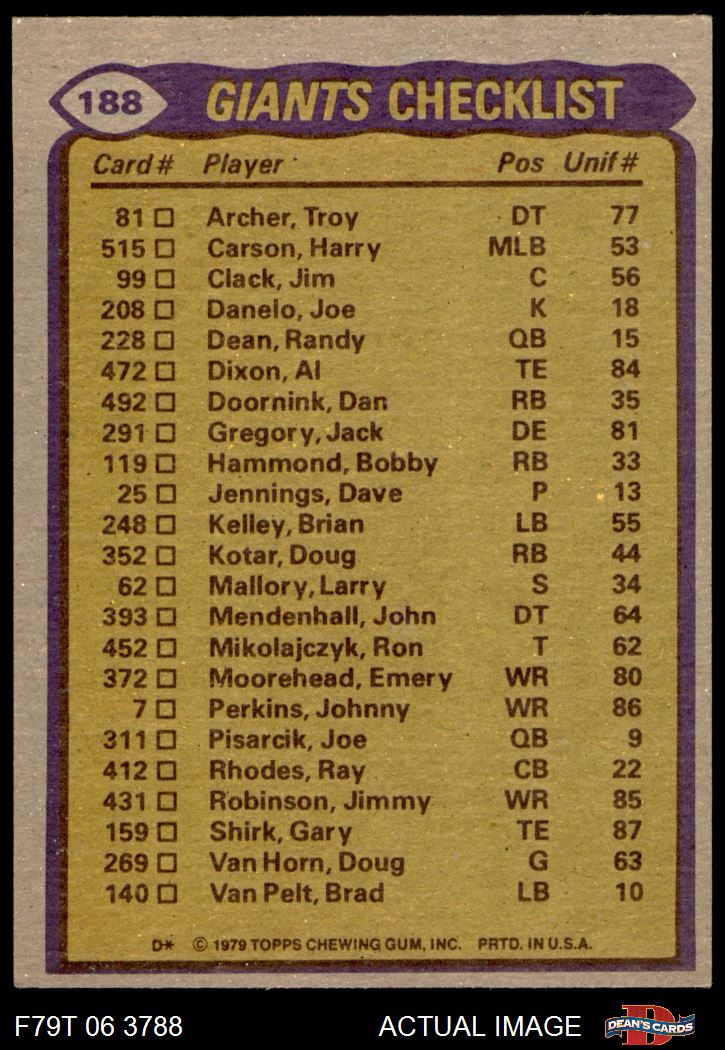 188 GIANTS CHECKLIST
Card # Player Pos Unif #
81 Archer, Troy DT 77
515 Carson, Harry MLB 53
99 Clack, Jim C 56
208 Danelo, Joe K 18
228 Dean, Randy QB 15
472 Dixon, Al TE 84
492 Doornink, Dan RB 35
291 Gregory, Jack DE 81
119 Hammond, Bobby RB 33
25 Jennings, Dave P 13
248 Kelley, Brian LB 55
352 Kotar, Doug RB 44
62 Mallory, Larry S 34
393 Mendenhall, John DT 64
452 Mikolajczyk, Ron T 62
372 Moorehead, Emery WR 80
7 Perkins, Johnny WR 86
311 Pisarcik, Joe QB 9
412 Rhodes, Ray CB 22
431 Robinson, Jimmy WR 85
159 Shirk, Gary TE 87
269 Van Horn, Doug G 63
140 Van Pelt, Brad LB 10
D* © 1979 TOPPS CHEWING GUM, INC. PRTD. IN U.S.A.
F79T 06 3788 ACTUAL IMAGE D DEAN'S CARDS